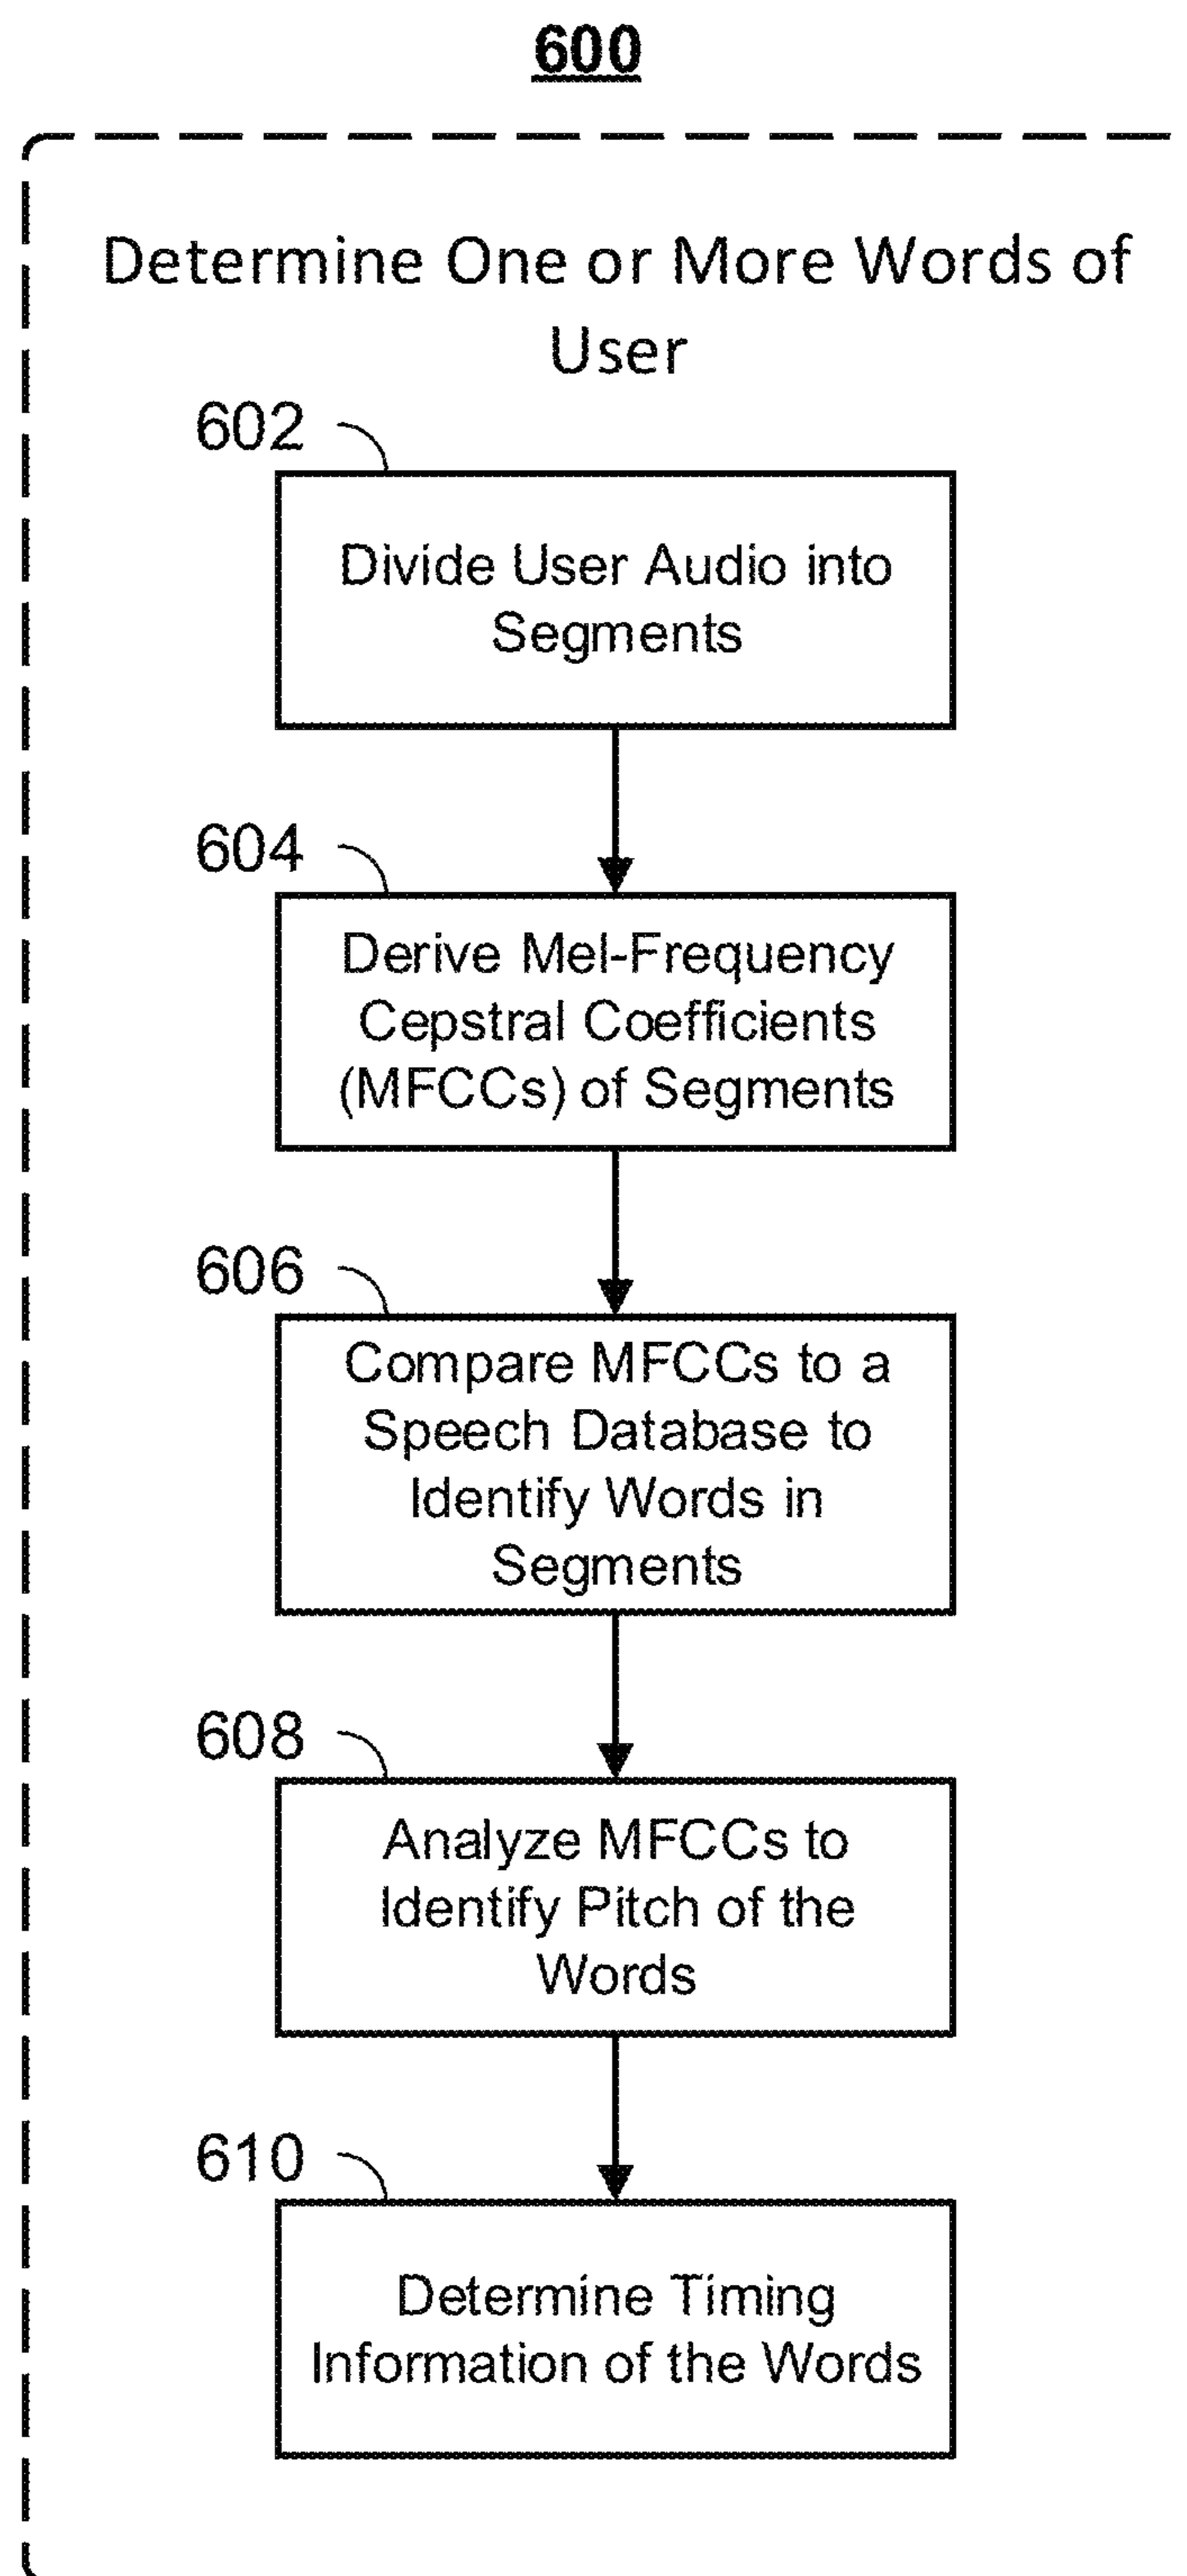 600
Determine One or More Words of
User
602
Divide User Audio into
Segments
604
Derive Mel-Frequency
Cepstral Coefficients
(MFCCs) of Segments
606
Compare MFCCs to a
Speech Database to
Identify Words in
Segments
608
Analyze MFCCs to
Identify Pitch of the
Words
610
Determine Timing
Information of the Words